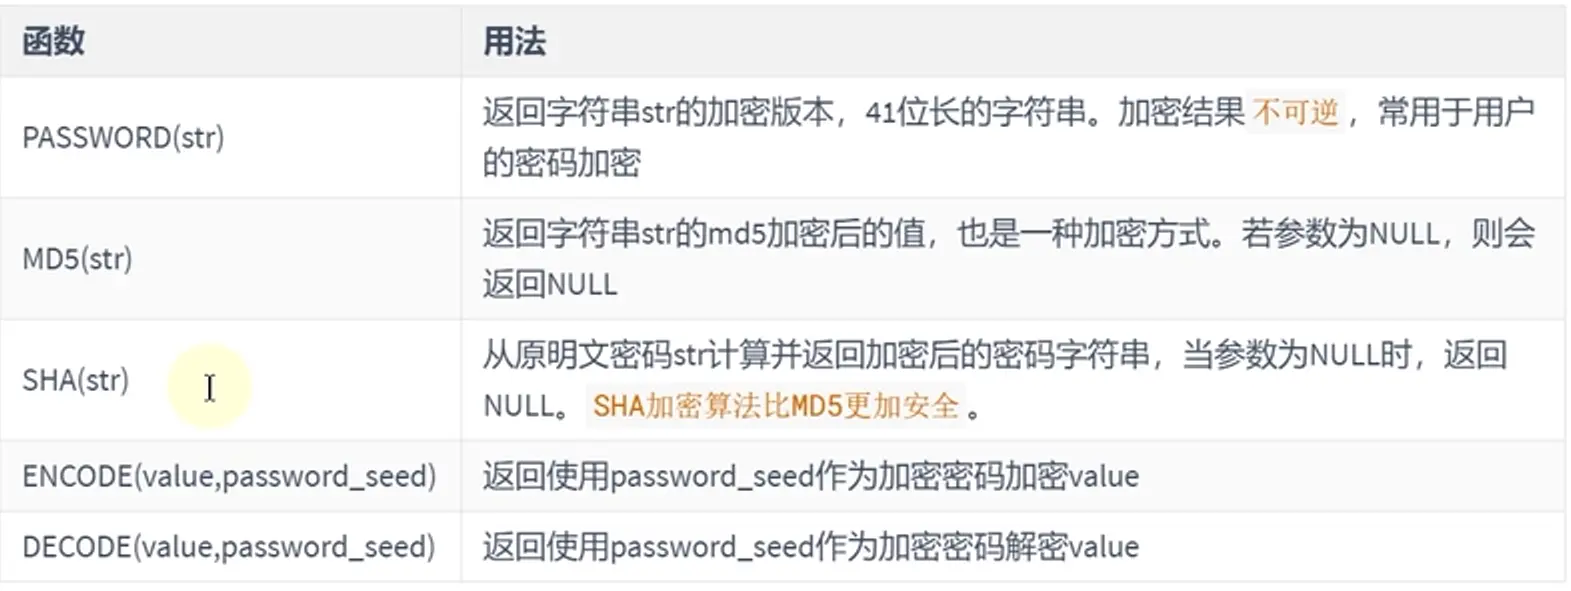 函数 用法
PASSWORD(str) 返回字符串str的加密版本，41位长的字符串。加密结果 不可逆 ，常用于用户
的密码加密
MD5(str) 返回字符串str的md5加密后的值，也是一种加密方式。若参数为NULL，则会
返回NULL
SHA(str) 从原明文密码str计算并返回加密后的密码字符串，当参数为NULL时，返回
NULL。 SHA加密算法比MD5更加安全 。
ENCODE(value,password_seed) 返回使用password_seed作为加密密码加密value
DECODE(value,password_seed) 返回使用password_seed作为加密密码解密value